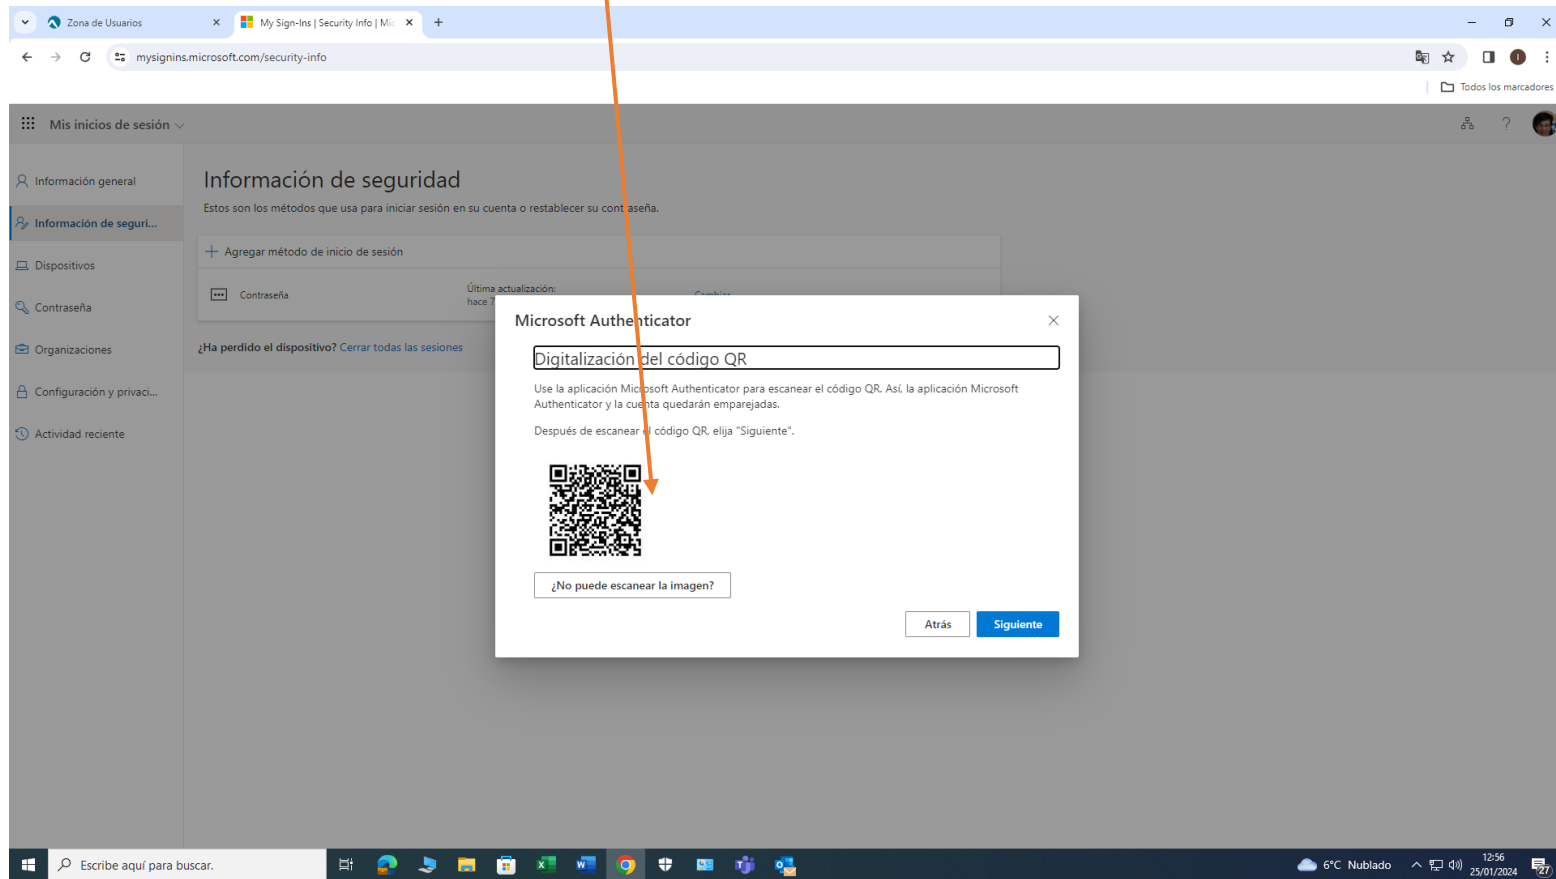 Zona de Usuarios
My Sign-Ins | Security Info | Mic
mysignins.microsoft.com/security-info
I
Todos los marcadores
Mis inicios de sesión
?
Información general
Información de seguri...
Dispositivos
Contraseña
Organizaciones
Configuración y privaci...
Actividad reciente
Información de seguridad
Estos son los métodos que usa para iniciar sesión en su cuenta o restablecer su contraseña.
Agregar método de inicio de sesión
Contraseña
Última actualización:
hace 7
Cambiar
¿Ha perdido el dispositivo? Cerrar todas las sesiones
Microsoft Authenticator
Digitalización del código QR
Use la aplicación Microsoft Authenticator para escanear el código QR. Así, la aplicación Microsoft
Authenticator y la cuenta quedarán emparejadas.
Después de escanear el código QR, elija "Siguiente".
¿No puede escanear la imagen?
Atrás
Siguiente
Escribe aquí para buscar.
6°C Nublado
12:56
25/01/2024
27